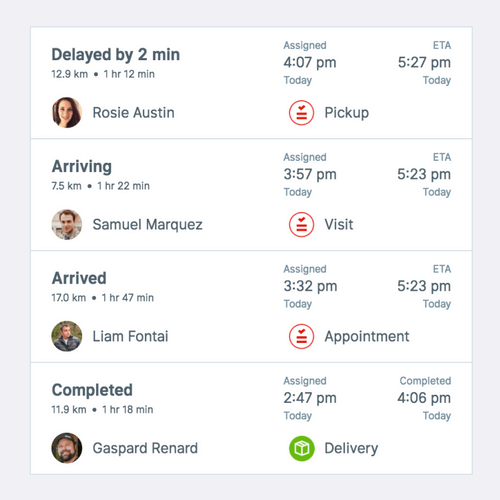 Delayed by 2 min
12.9 km • 1 hr 12 min
Rosie Austin
Assigned
4:07 pm
Today
ETA
5:27 pm
Today
Pickup
Arriving
7.5 km • 1 hr 22 min
Samuel Marquez
Assigned
3:57 pm
Today
ETA
5:23 pm
Today
Visit
Arrived
17.0 km • 1 hr 47 min
Liam Fontai
Assigned
3:32 pm
Today
ETA
5:23 pm
Today
Appointment
Completed
11.9 km • 1 hr 18 min
Gaspard Renard
Assigned
2:47 pm
Today
Completed
4:06 pm
Today
Delivery